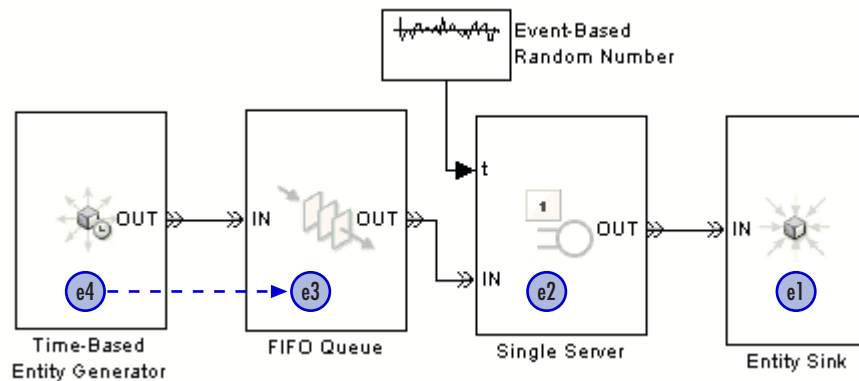 Event-Based
Random Number
OUT
IN
OUT
t
IN
1
OUT
IN
e4
e3
e2
e1
Time-Based
Entity Generator
FIFO Queue
Single Server
Entity Sink